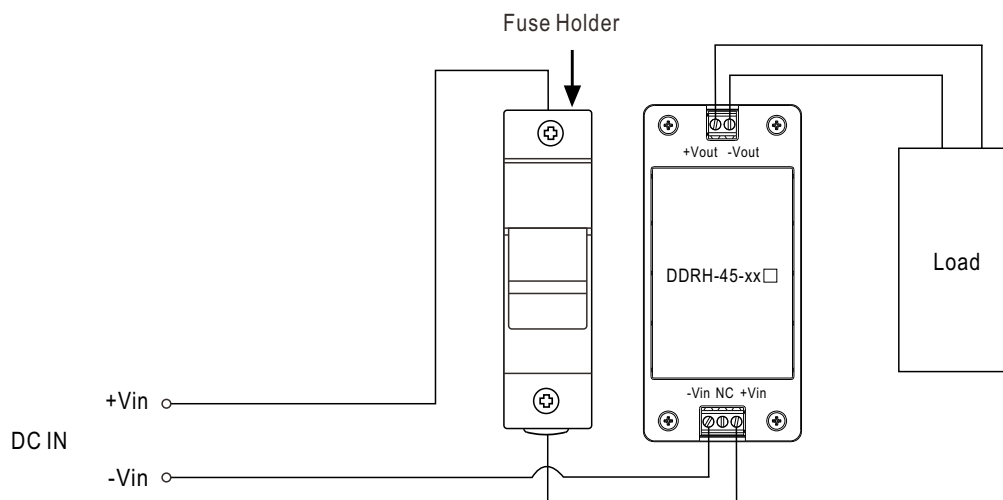 Fuse Holder
+Vout -Vout
DDRH-45-xx□
Load
-Vin NC +Vin
+Vin
DC IN
-Vin